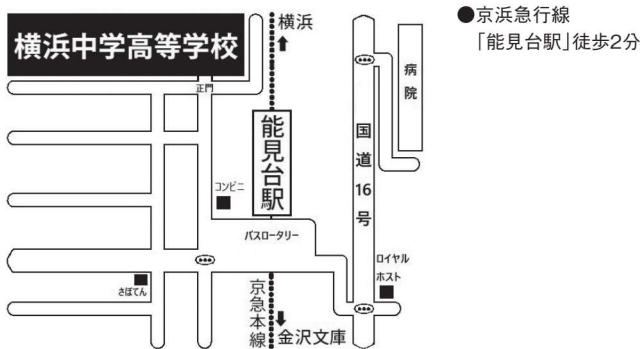 横浜中学高等学校
横浜
●京浜急行線
「能見台駅」徒歩2分
正門
病院
能見台駅
国道16号
コンビニ
バスロータリー
ロイヤル
ホスト
さぼてん
京急本線
金沢文庫